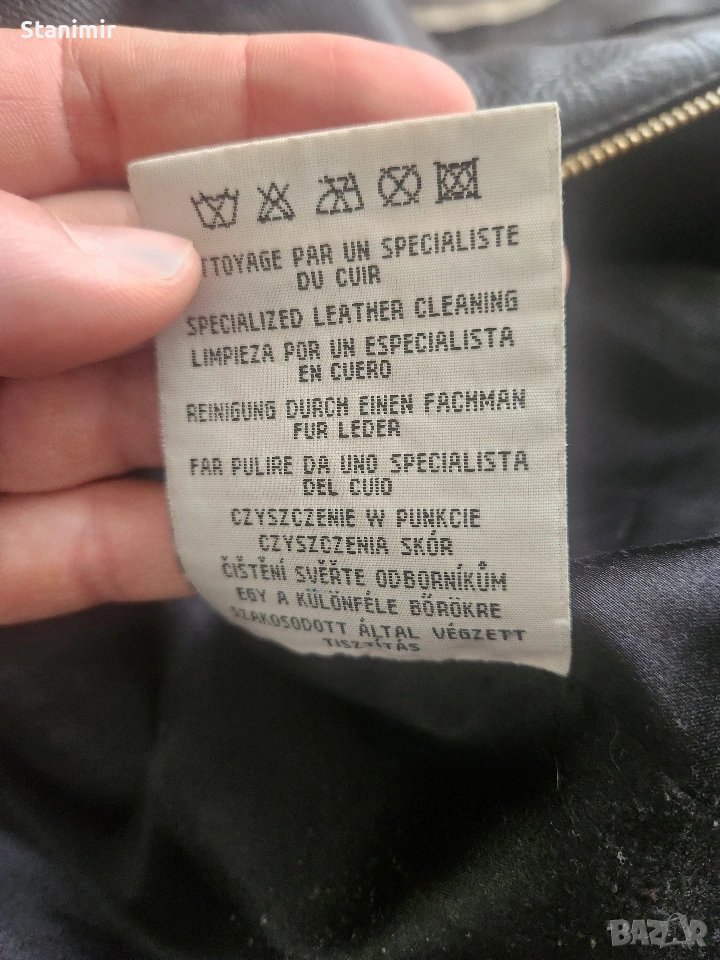 Stanimir
PAR UN SPECIALISTE
DU CUIR
SPECIALIZED LEATHER CLEANING
LIMPIEZA POR UN ESPECIALISTA
EN CUERO
REINIGUNG DURCH EINEN FACHMAN
FUR LEDER
FAR PULIRE DA UNO SPECIALISTA
DEL CUIO
CZYSZCZENIE W PUNKCIE
CZYSZCZENIA SKÓR
ČIŠTĚNÍ SVĚŘTE ODBORNÍKŮM
EGY A KÜLÖNFÉLE BŐRÖKRE
SZAKOSODOTT ÁLTAL VÉGZETT
TISZTÍTÁS
BAZAR